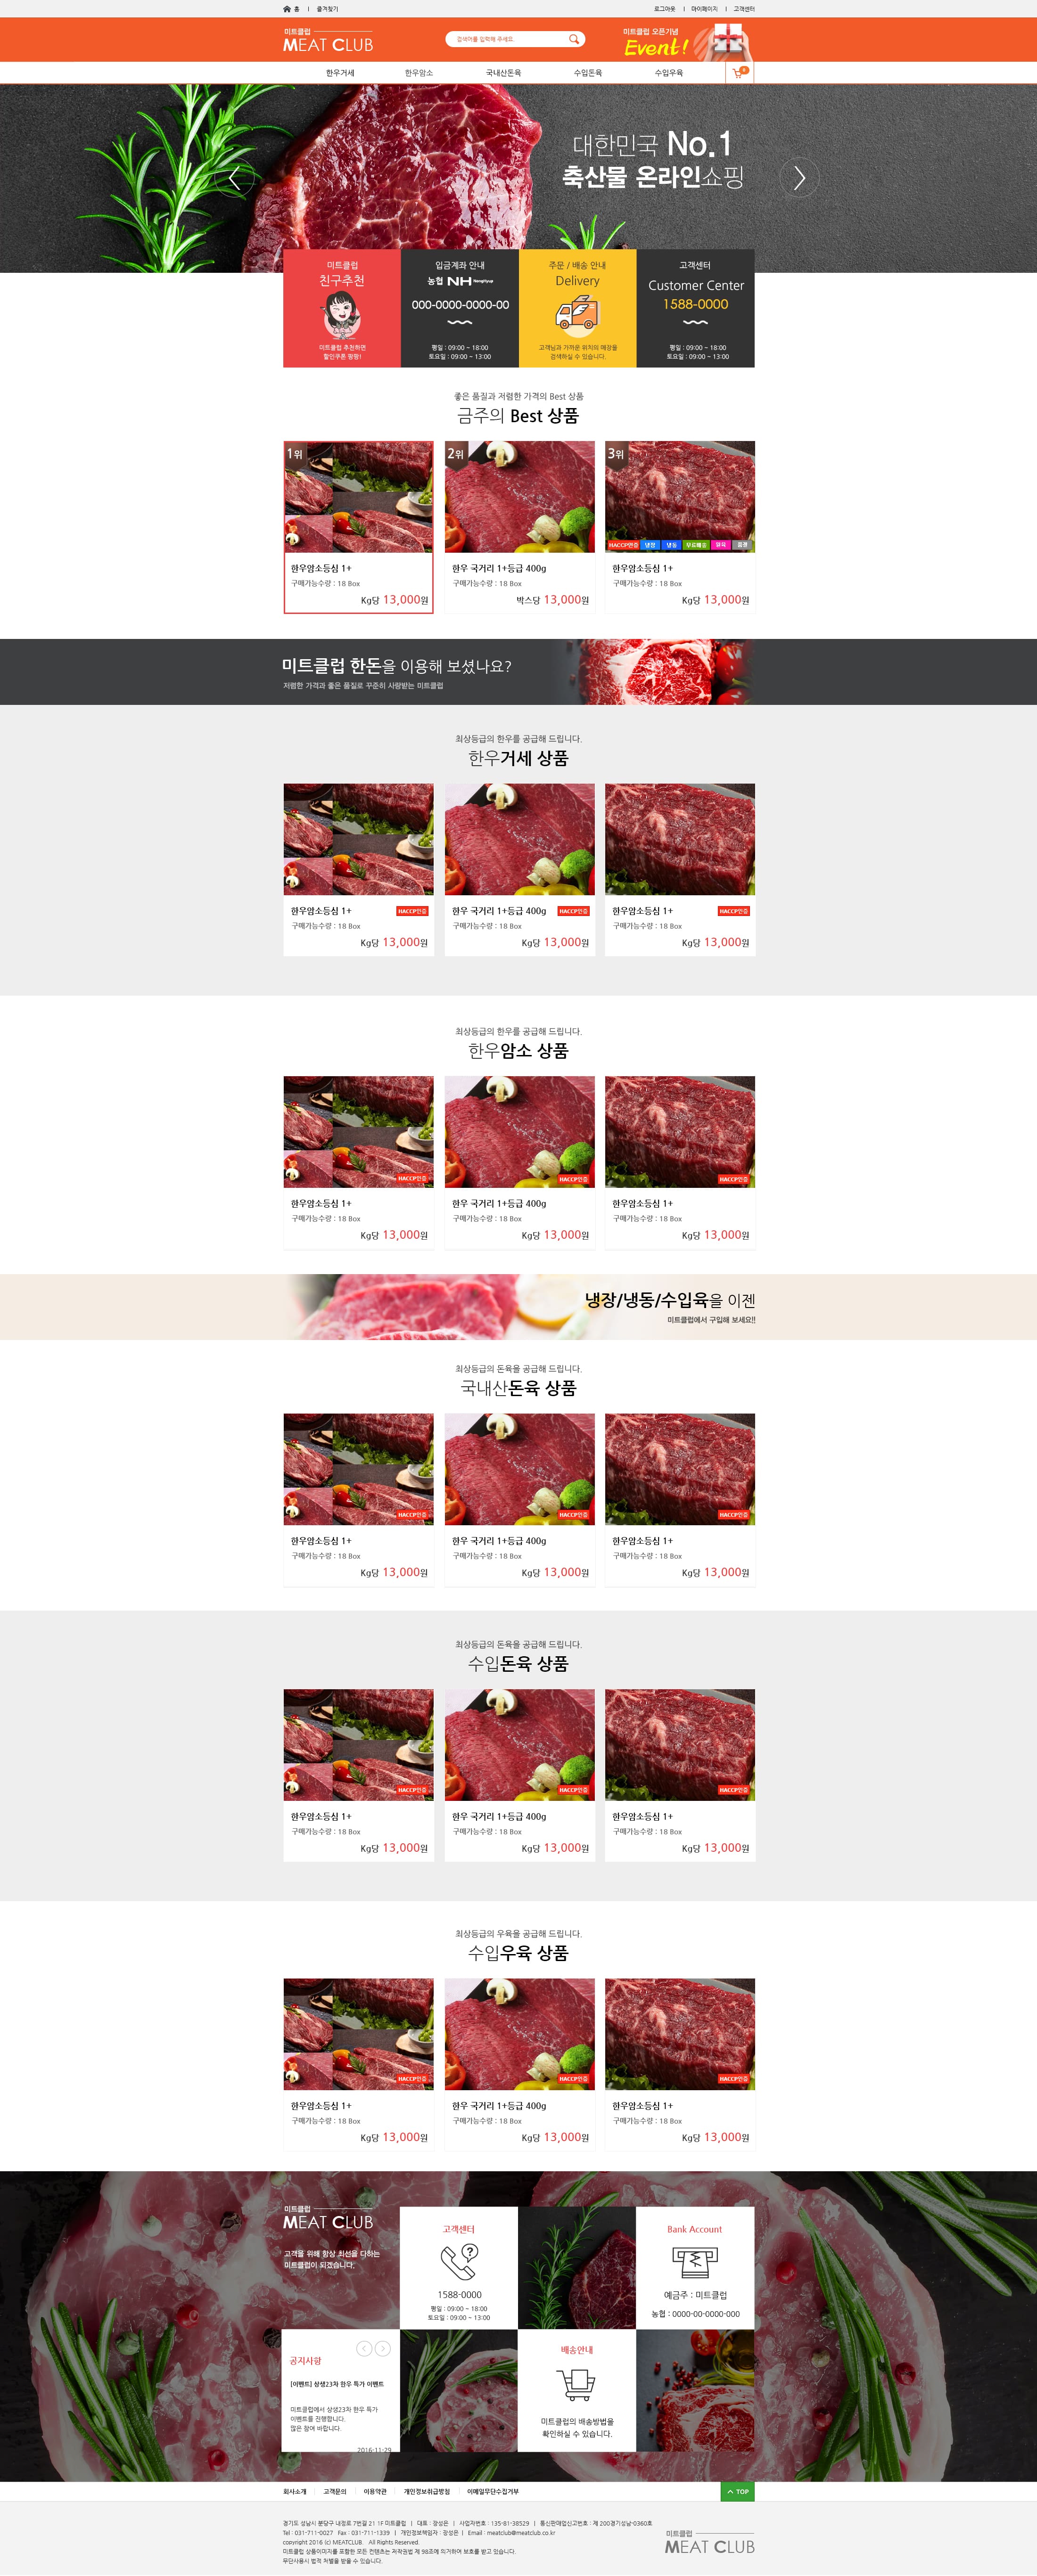 홈 | 즐겨찾기
로그아웃 | 마이페이지 | 고객센터
미트클럽
MEAT CLUB
검색어를 입력해 주세요
미트클럽 오픈기념
Event!
한우거세 한우암소 국내산돈육 수입돈육 수입우육
0
대한민국 No.1
축산물 온라인쇼핑
미트클럽
친구추천
미트클럽 추천하면
할인쿠폰 팡팡!
입금계좌 안내
농협 NH NongHyup
000-0000-0000-00
평일 : 09:00 ~ 18:00
토요일 : 09:00 ~ 13:00
주문 / 배송 안내
Delivery
고객님과 가까운 위치의 매장을
검색하실 수 있습니다.
고객센터
Customer Center
1588-0000
평일 : 09:00 ~ 18:00
토요일 : 09:00 ~ 13:00
좋은 품질과 저렴한 가격의 Best 상품
금주의 Best 상품
1위
한우암소등심 1+
구매가능수량 : 18 Box
Kg당 13,000원
2위
한우 국거리 1+등급 400g
구매가능수량 : 18 Box
박스당 13,000원
3위
HACCP인증 냉장 냉동 무료배송 일시 품절
한우암소등심 1+
구매가능수량 : 18 Box
Kg당 13,000원
미트클럽 한돈을 이용해 보셨나요?
저렴한 가격과 좋은 품질로 꾸준히 사랑받는 미트클럽
최상등급의 한우를 공급해 드립니다.
한우거세 상품
한우암소등심 1+ HACCP인증
구매가능수량 : 18 Box
Kg당 13,000원
한우 국거리 1+등급 400g HACCP인증
구매가능수량 : 18 Box
Kg당 13,000원
한우암소등심 1+ HACCP인증
구매가능수량 : 18 Box
Kg당 13,000원
최상등급의 한우를 공급해 드립니다.
한우암소 상품
HACCP인증
한우암소등심 1+
구매가능수량 : 18 Box
Kg당 13,000원
HACCP인증
한우 국거리 1+등급 400g
구매가능수량 : 18 Box
Kg당 13,000원
HACCP인증
한우암소등심 1+
구매가능수량 : 18 Box
Kg당 13,000원
냉장/냉동/수입육을 이젠
미트클럽에서 구입해 보세요!!
최상등급의 돈육을 공급해 드립니다.
국내산돈육 상품
HACCP인증
한우암소등심 1+
구매가능수량 : 18 Box
Kg당 13,000원
HACCP인증
한우 국거리 1+등급 400g
구매가능수량 : 18 Box
Kg당 13,000원
HACCP인증
한우암소등심 1+
구매가능수량 : 18 Box
Kg당 13,000원
최상등급의 돈육을 공급해 드립니다.
수입돈육 상품
HACCP인증
한우암소등심 1+
구매가능수량 : 18 Box
Kg당 13,000원
HACCP인증
한우 국거리 1+등급 400g
구매가능수량 : 18 Box
Kg당 13,000원
HACCP인증
한우암소등심 1+
구매가능수량 : 18 Box
Kg당 13,000원
최상등급의 우육을 공급해 드립니다.
수입우육 상품
HACCP인증
한우암소등심 1+
구매가능수량 : 18 Box
Kg당 13,000원
HACCP인증
한우 국거리 1+등급 400g
구매가능수량 : 18 Box
Kg당 13,000원
HACCP인증
한우암소등심 1+
구매가능수량 : 18 Box
Kg당 13,000원
미트클럽
MEAT CLUB
고객을 위해 항상 최선을 다하는
미트클럽이 되겠습니다.
고객센터
1588-0000
평일 : 09:00 ~ 18:00
토요일 : 09:00 ~ 13:00
Bank Account
예금주 : 미트클럽
농협 : 0000-00-0000-000
공지사항
[이벤트] 상생23차 한우 특가 이벤트
미트클럽에서 상생23차 한우 특가
이벤트를 진행합니다.
많은 참여 바랍니다.
2016-11-29
배송안내
미트클럽의 배송방법을
확인하실 수 있습니다.
회사소개 고객문의 이용약관 개인정보취급방침 이메일무단수집거부
TOP
경기도 성남시 분당구 내정로 7번길 21 1F 미트클럽 | 대표 : 장성은 | 사업자번호 : 135-81-38529 | 통신판매업신고번호 : 제 200경기성남-0360호
Tel : 031-711-0027 Fax : 031-711-1339 | 개인정보책임자 : 장성은 | Email : meatclub@meatclub.co.kr
copyright 2016 (c) MEATCLUB. All Rights Reserved.
미트클럽 상품이미지를 포함한 모든 컨텐츠는 저작권법 제 98조에 의거하여 보호를 받고 있습니다.
무단사용시 법적 처벌을 받을 수 있습니다.
미트클럽
MEAT CLUB